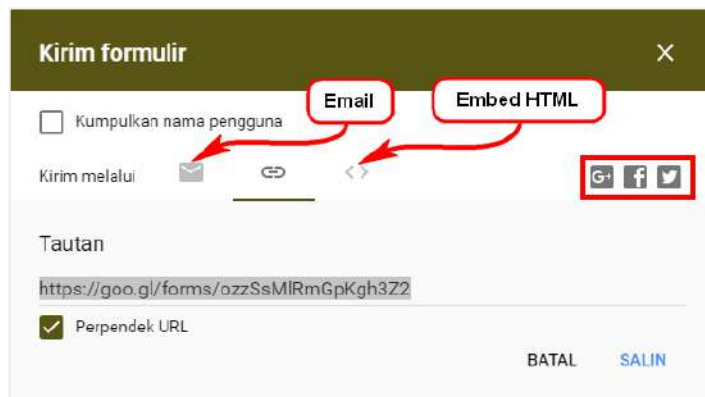 Kirim formulir
Email
Embed HTML
Kumpulkan nama pengguna
Kirim melalui
G+ f
Tautan
https://goo.gl/forms/ozzSsMlRmGpKgh3Z2
Perpendek URL
BATAL SALIN